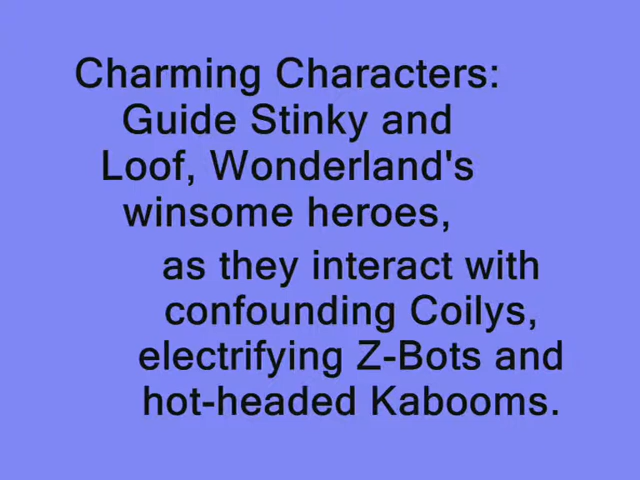 Charming Characters:
Guide Stinky and
Loof, Wonderland's
winsome heroes,
as they interact with
confounding Coilys,
electrifying Z-Bots and
hot-headed Kabooms.